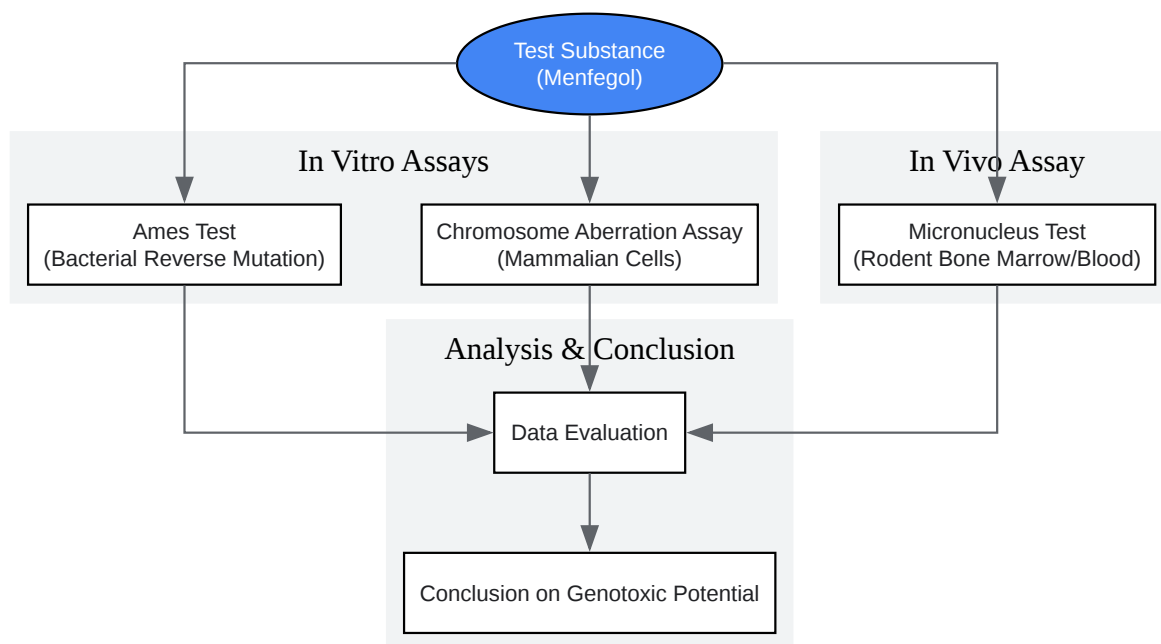 Test Substance
(Menfegol)
In Vitro Assays
In Vivo Assay
Ames Test
(Bacterial Reverse Mutation)
Chromosome Aberration Assay
(Mammalian Cells)
Micronucleus Test
(Rodent Bone Marrow/Blood)
Analysis & Conclusion
Data Evaluation
Conclusion on Genotoxic Potential